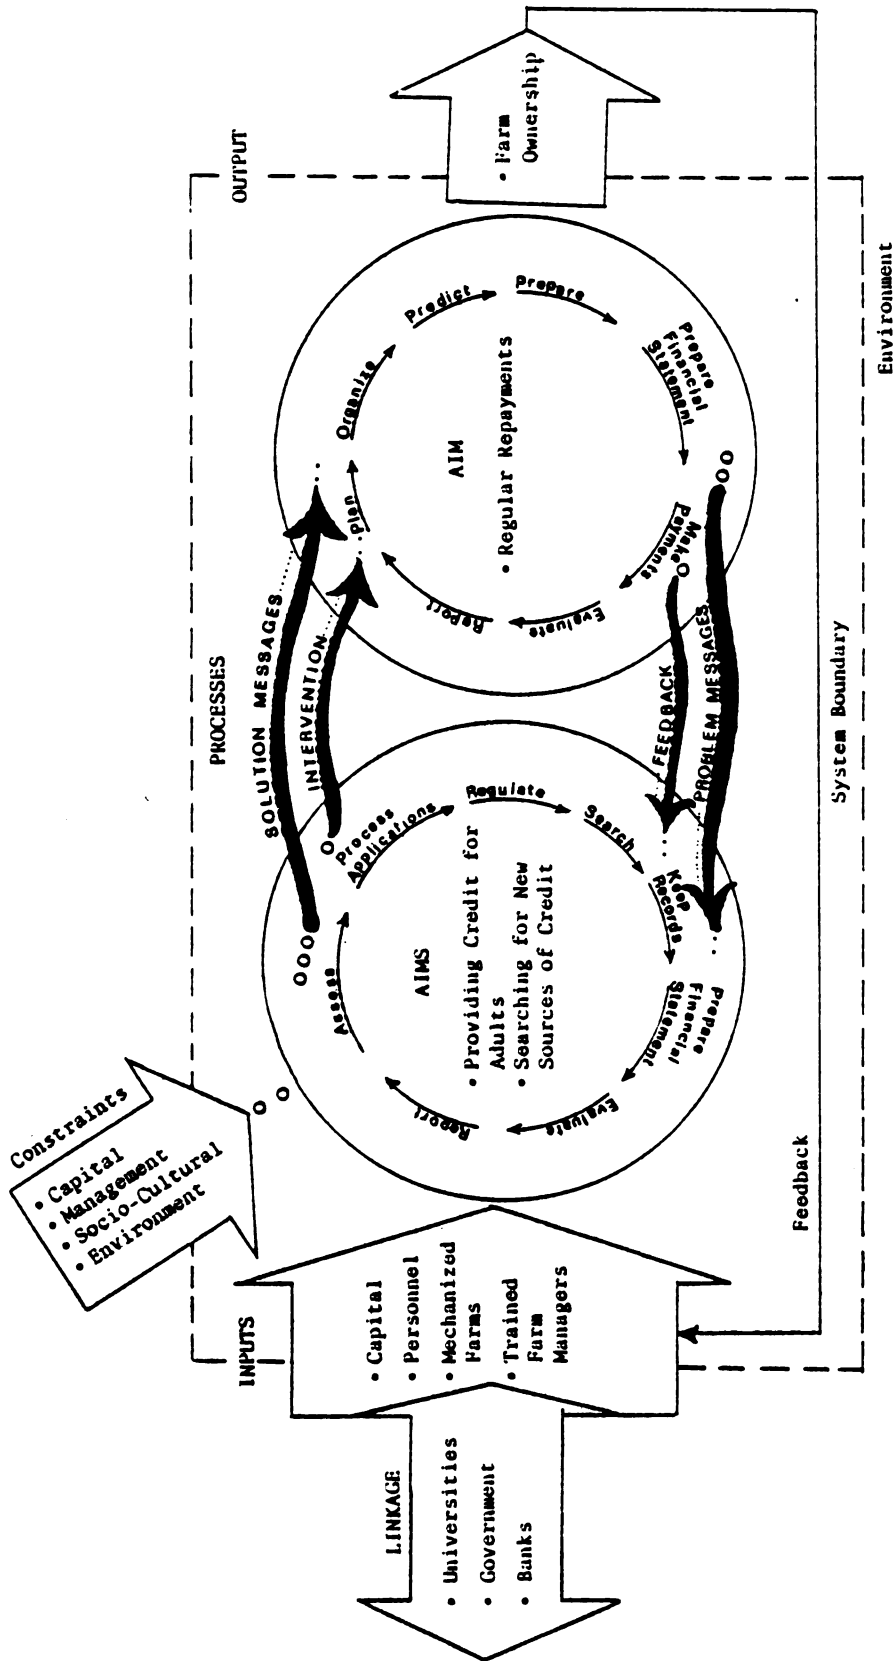 Constraints
• Capital
• Management
• Socio-Cultural
• Environment
LINKAGE
• Universities
• Government
• Banks
INPUTS
• Capital
• Personnel
• Mechanized
Farms
• Trained
Farm
Managers
PROCESSES
SOLUTION MESSAGES
INTERVENTION
AIMS
• Providing Credit for
Adults
• Searching for New
Sources of Credit
Assess
Process
Applications
Regulate
Search
Keep
Records
Prepare
Financial
Statement
Evaluate
Report
FEEDBACK
PROBLEM MESSAGES
AIM
• Regular Repayments
Plan
Organize
Predict
Prepare
Prepare
Financial
Statement
Make
Payments
Evaluate
Report
OUTPUT
• Farm
Ownership
Feedback
System Boundary
Environment